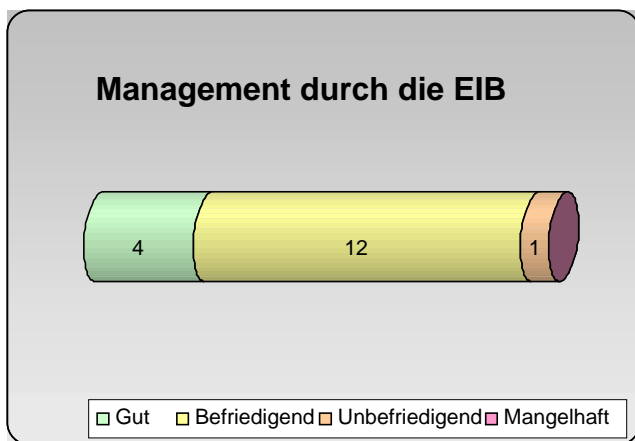 Management durch die EIB
4 12 1
Gut Befriedigend Unbefriedigend Mangelhaft